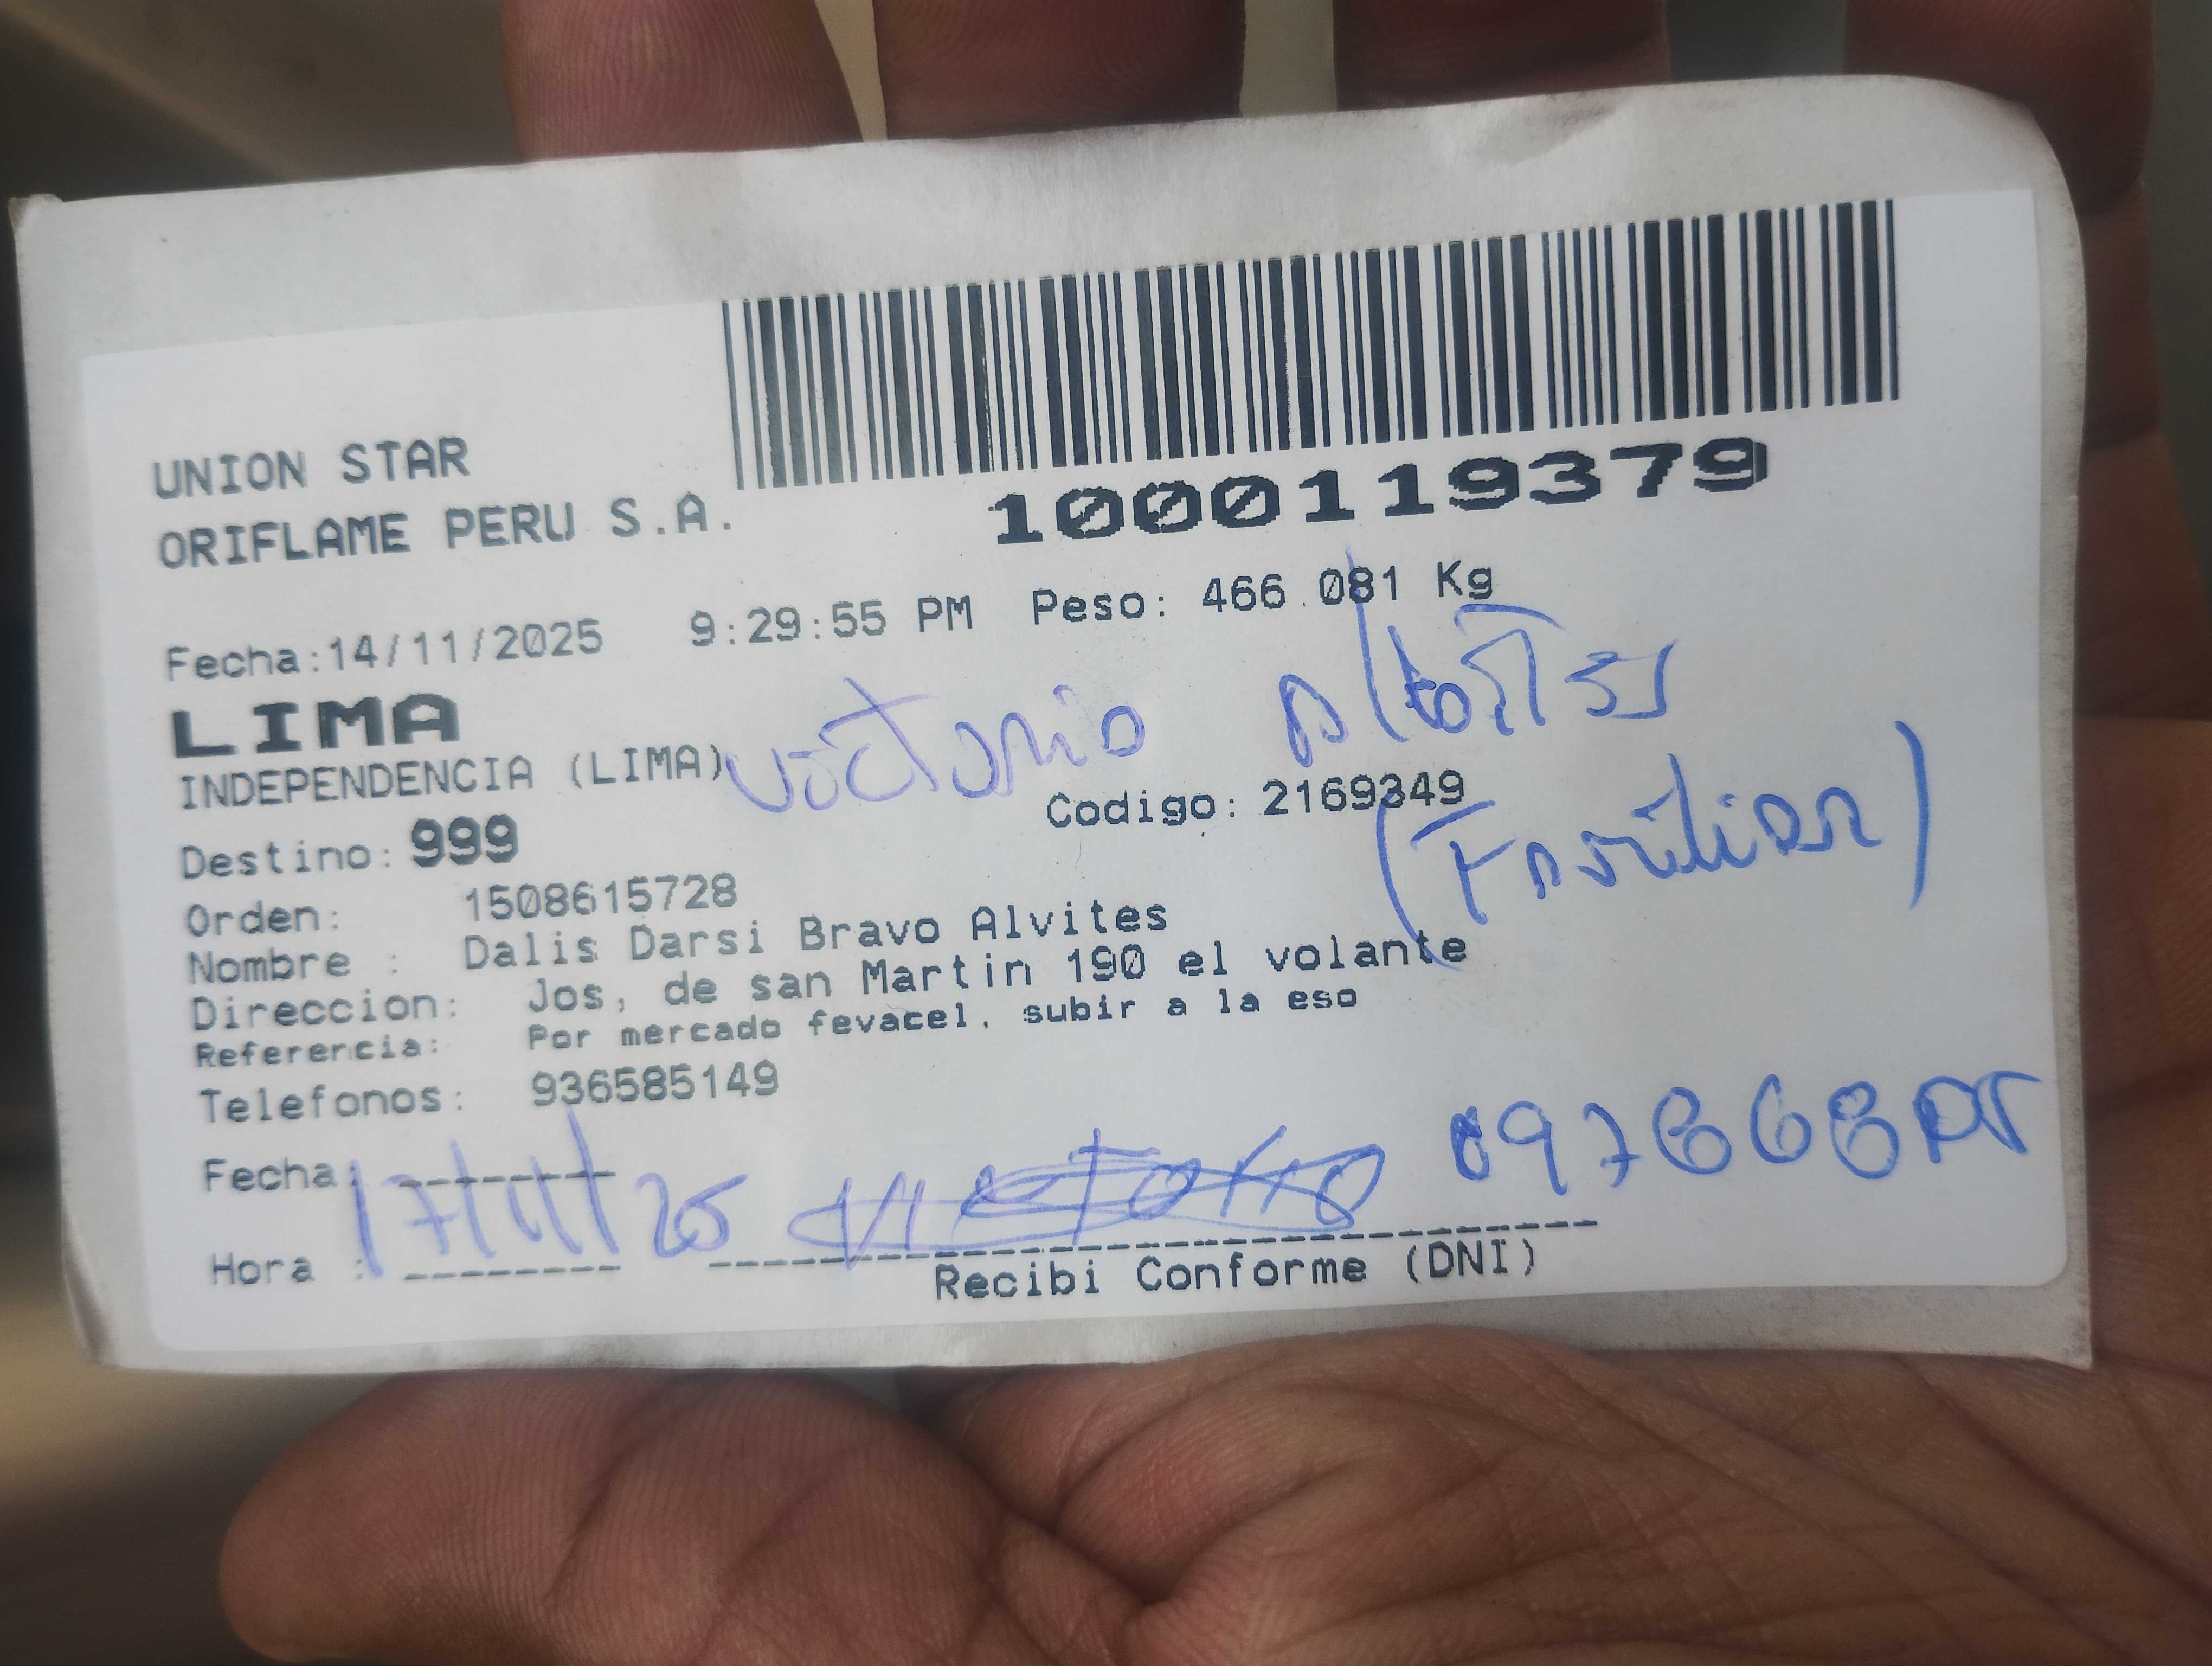 1000119379
UNION STAR
ORIFLAME PERU S.A.
Fecha:14/11/2025 9:29:55 PM Peso: 466.081 Kg
LIMA
INDEPENDENCIA (LIMA)
Codigo: 2169349
(Familiar)
Destino: 999
Orden: 1508615728
Nombre : Dalis Darsi Bravo Alvites
Direccion: Jos, de san Martin 190 el volante
Referencia: Por mercado fevacel, subir a la eso
Telefonos: 936585149
Fecha: 17/11/25
Hora :
Recibi Conforme (DNI)